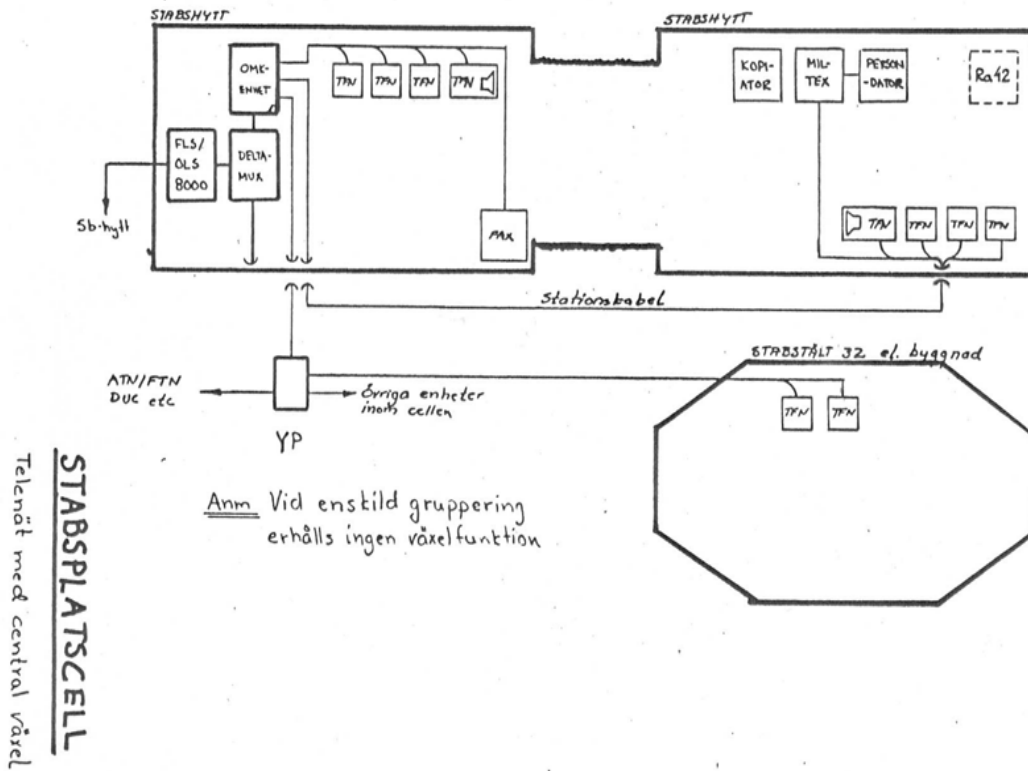 STABSHYTT
OMK-
ENHET
TFN
TFN
TFN
TFN
FLS/
OLS
8000
DELTA-
MUX
Sb-hytt
FAX
STABSHYTT
KOPI-
ATOR
MIL-
TEX
PERSON
-DATOR
Ra42
TFN
TFN
TFN
TFN
Stationskabel
ATN/FTN
DUC etc
Övriga enheter
inom cellen
YP
STABSTÄLT 32 el. byggnad
TFN
TFN
Anm Vid enskild gruppering
erhålls ingen växelfunktion
STABSPLATSCELL
Telenät med central växel